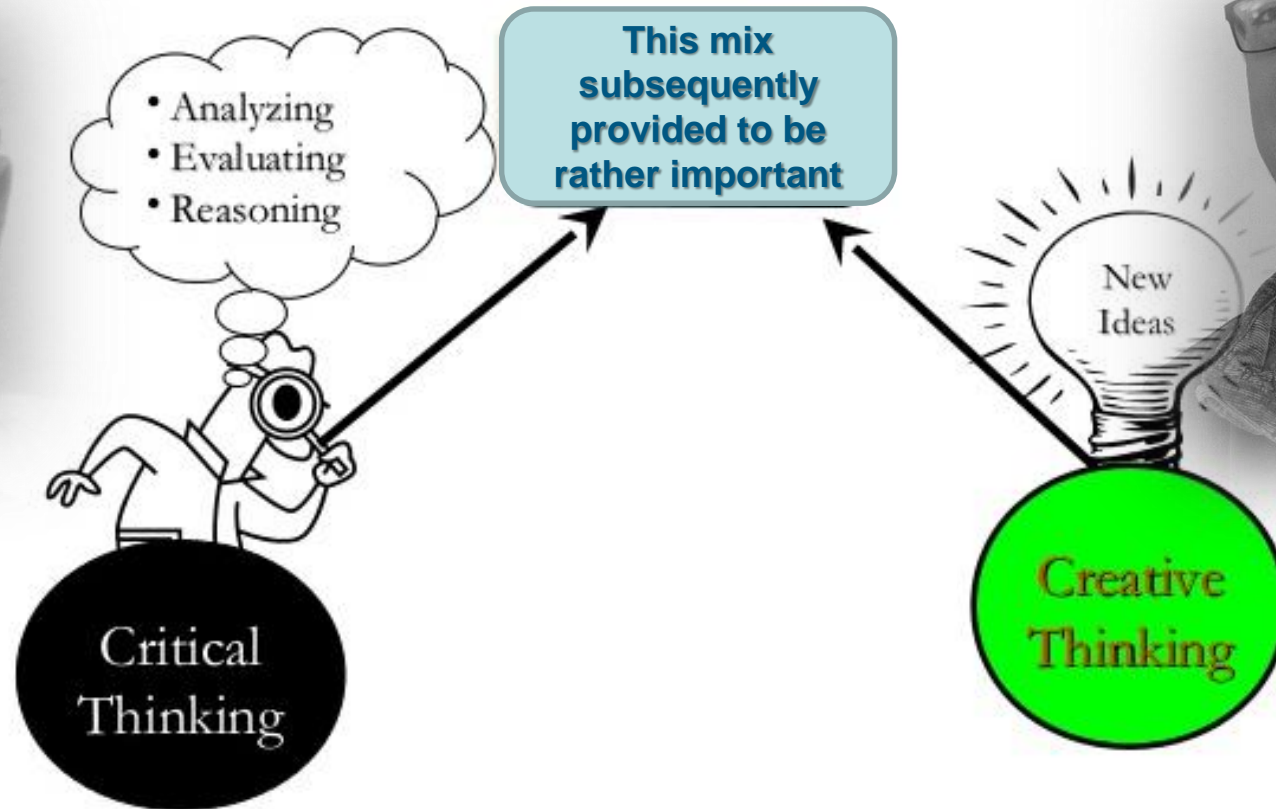 This mix
subsequently
provided to be
rather important
• Analyzing
• Evaluating
• Reasoning
New
Ideas
Critical
Thinking
Creative
Thinking